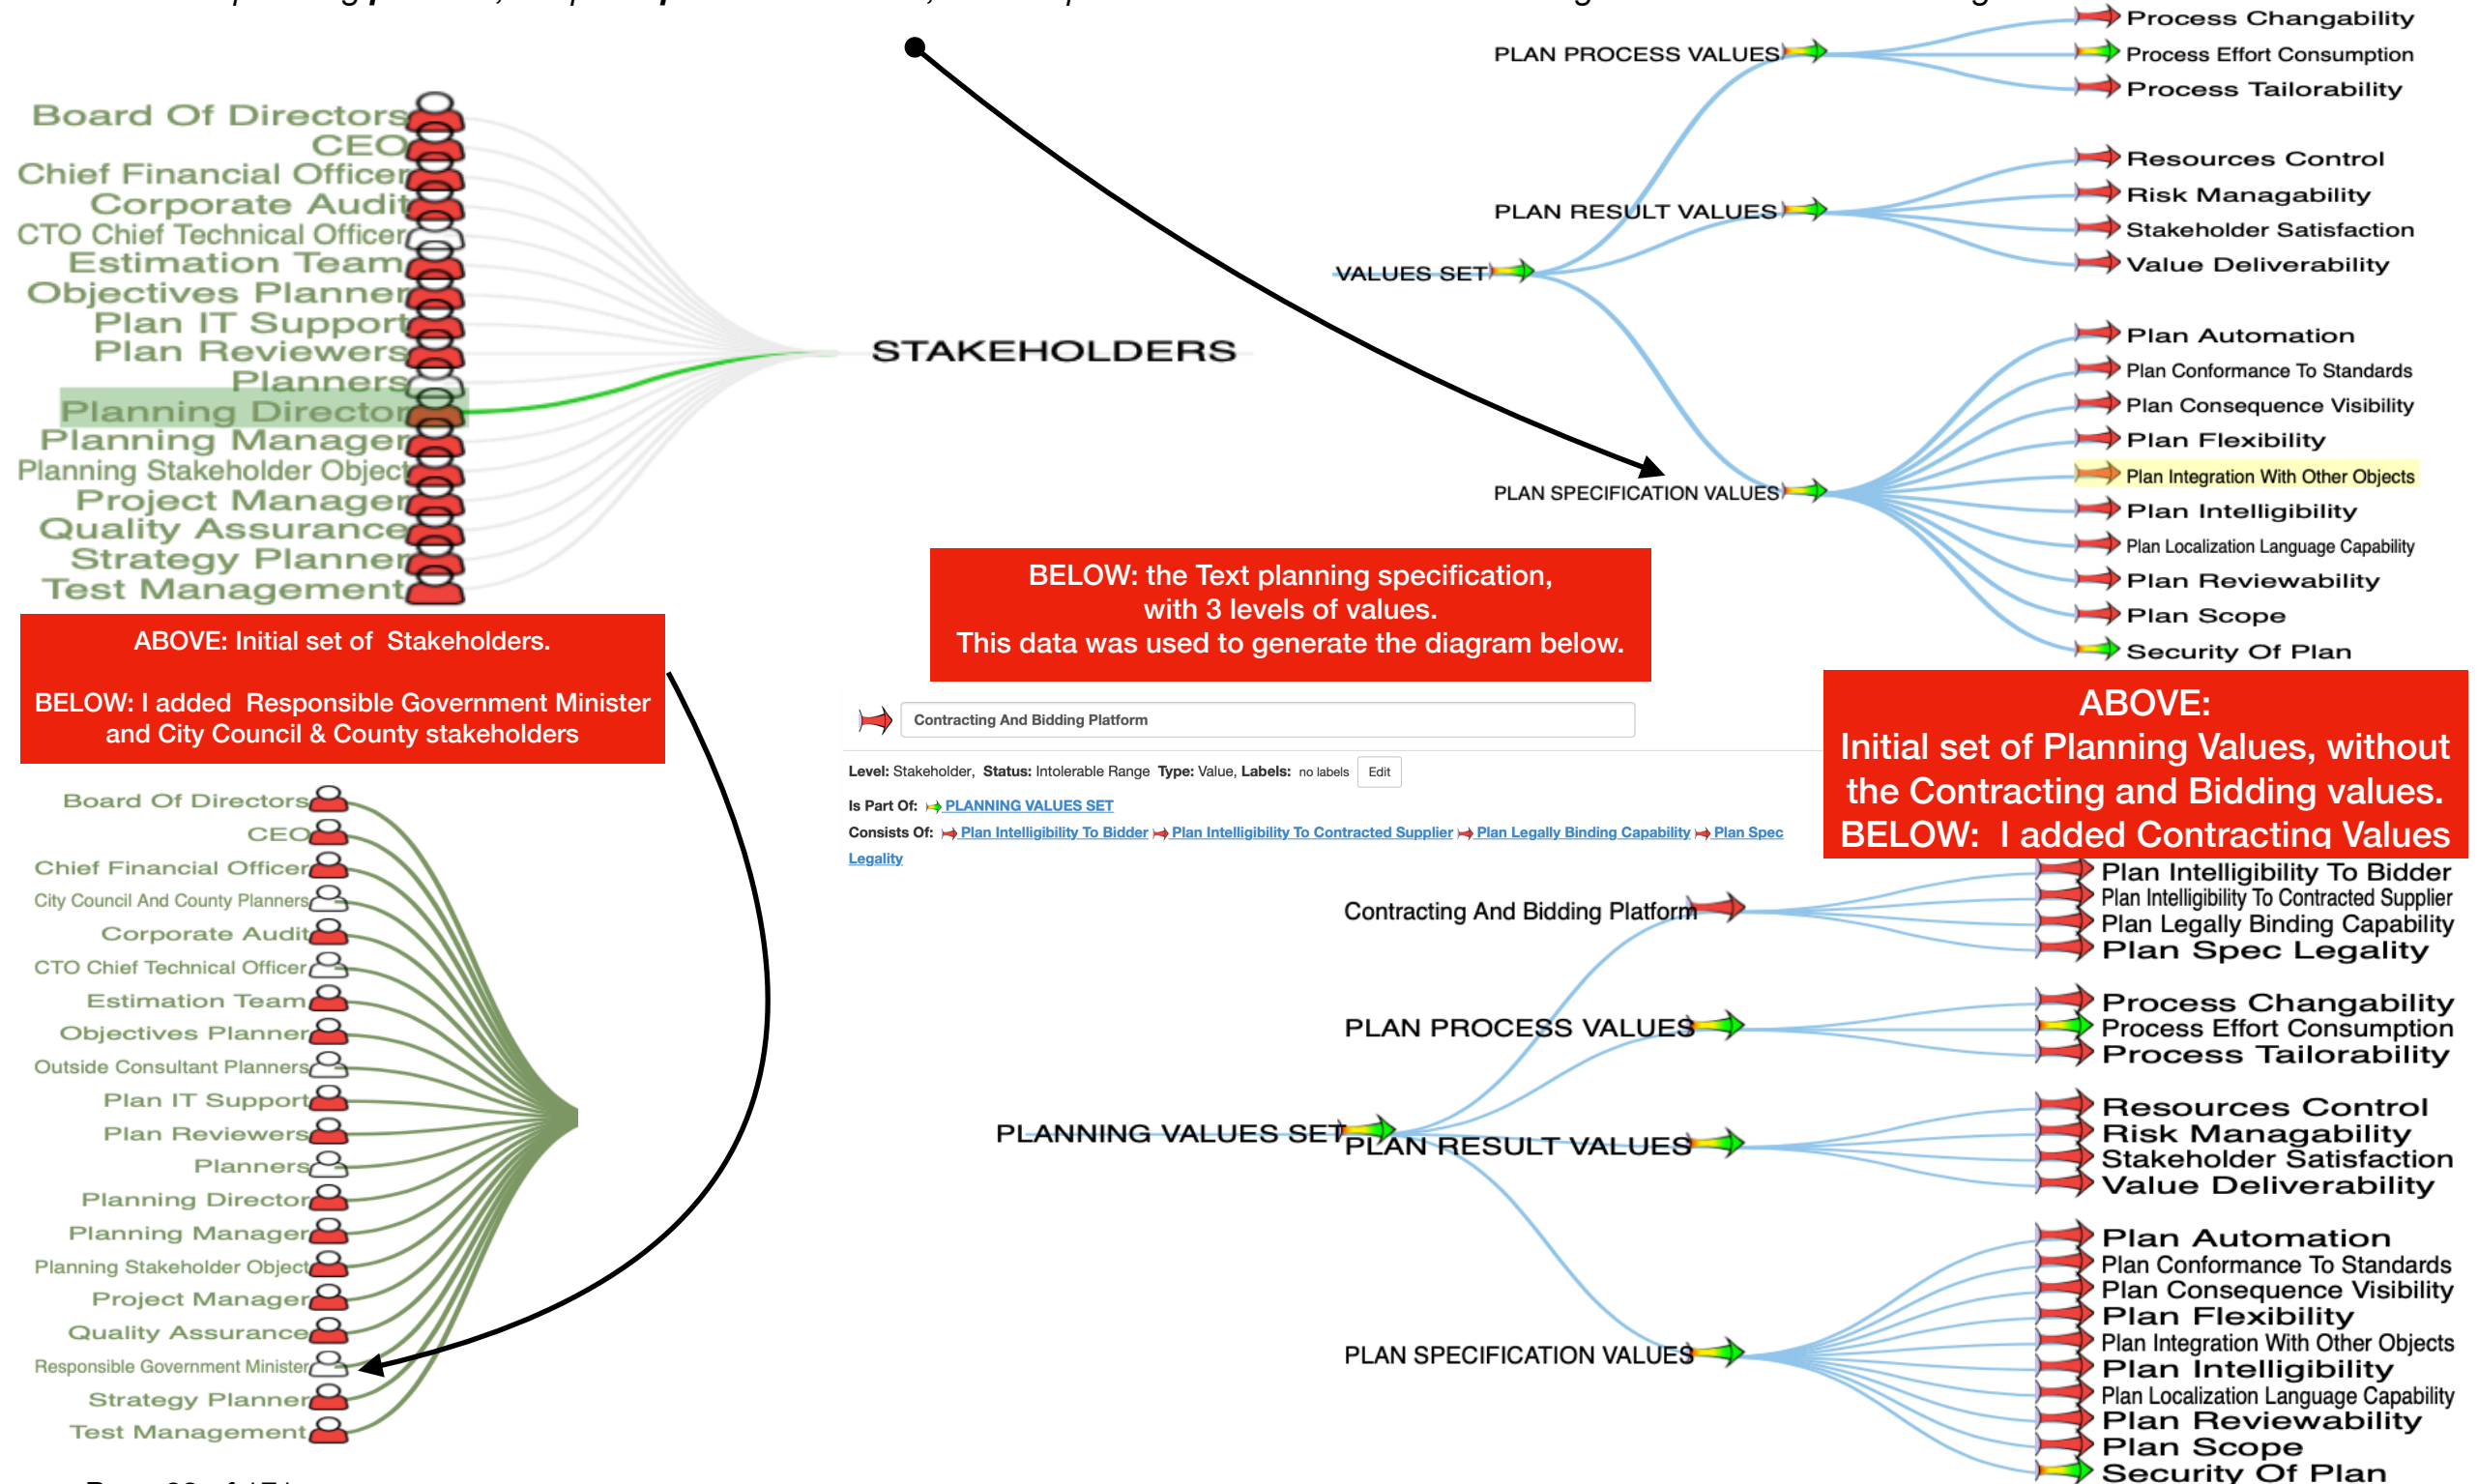 Board Of Directors
CEO
Chief Financial Officer
Corporate Audit
CTO Chief Technical Officer
Estimation Team
Objectives Planner
Plan IT Support
Plan Reviewers
Planners
Planning Director
Planning Manager
Planning Stakeholder Object
Project Manager
Quality Assurance
Strategy Planner
Test Management
STAKEHOLDERS
VALUES SET
PLAN PROCESS VALUES
Process Changability
Process Effort Consumption
Process Tailorability
PLAN RESULT VALUES
Resources Control
Risk Managability
Stakeholder Satisfaction
Value Deliverability
PLAN SPECIFICATION VALUES
Plan Automation
Plan Conformance To Standards
Plan Consequence Visibility
Plan Flexibility
Plan Integration With Other Objects
Plan Intelligibility
Plan Localization Language Capability
Plan Reviewability
Plan Scope
Security Of Plan
ABOVE: Initial set of Stakeholders.
BELOW: I added Responsible Government Minister
and City Council & County stakeholders
BELOW: the Text planning specification,
with 3 levels of values.
This data was used to generate the diagram below.
ABOVE:
Initial set of Planning Values, without
the Contracting and Bidding values.
BELOW: I added Contracting Values
Contracting And Bidding Platform
Level: Stakeholder, Status: Intolerable Range Type: Value, Labels: no labels Edit
Is Part Of: PLANNING VALUES SET
Consists Of: Plan Intelligibility To Bidder Plan Intelligibility To Contracted Supplier Plan Legally Binding Capability Plan Spec
Legality
Board Of Directors
CEO
Chief Financial Officer
City Council And County Planners
Corporate Audit
CTO Chief Technical Officer
Estimation Team
Objectives Planner
Outside Consultant Planners
Plan IT Support
Plan Reviewers
Planners
Planning Director
Planning Manager
Planning Stakeholder Object
Project Manager
Quality Assurance
Responsible Government Minister
Strategy Planner
Test Management
PLANNING VALUES SET
Contracting And Bidding Platform
Plan Intelligibility To Bidder
Plan Intelligibility To Contracted Supplier
Plan Legally Binding Capability
Plan Spec Legality
PLAN PROCESS VALUES
Process Changability
Process Effort Consumption
Process Tailorability
PLAN RESULT VALUES
Resources Control
Risk Managability
Stakeholder Satisfaction
Value Deliverability
PLAN SPECIFICATION VALUES
Plan Automation
Plan Conformance To Standards
Plan Consequence Visibility
Plan Flexibility
Plan Integration With Other Objects
Plan Intelligibility
Plan Localization Language Capability
Plan Reviewability
Plan Scope
Security Of Plan